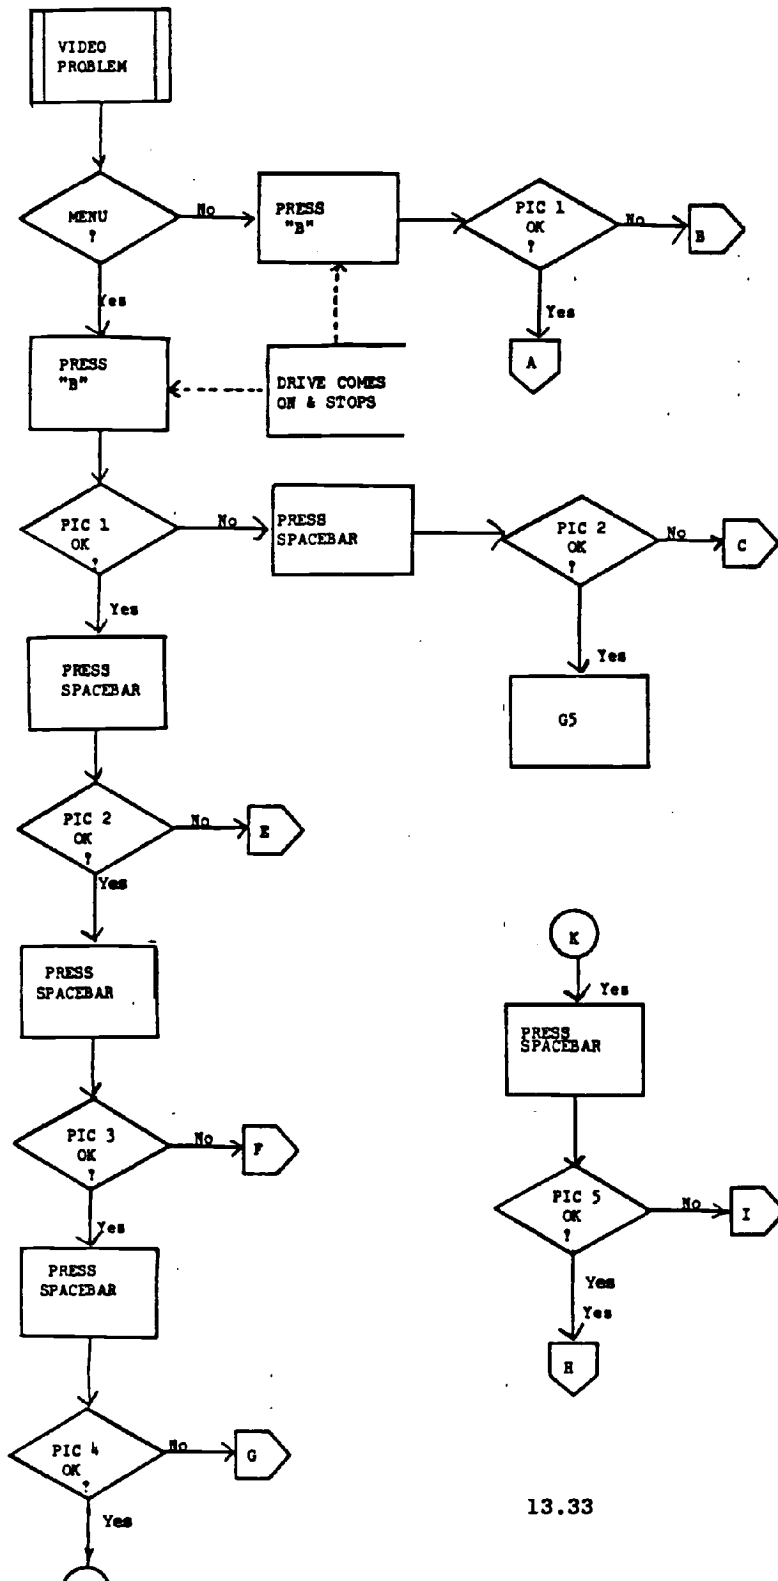 VIDEO
PROBLEM
MENU
?
No
PRESS
"B"
PIC 1
OK
?
No
B
Yes
Yes
A
PRESS
"B"
DRIVE COMES
ON & STOPS
PIC 1
OK
?
No
PRESS
SPACEBAR
PIC 2
OK
?
No
C
Yes
Yes
G5
PRESS
SPACEBAR
PIC 2
OK
?
No
E
Yes
PRESS
SPACEBAR
K
Yes
PRESS
SPACEBAR
PIC 3
OK
?
No
F
Yes
PIC 5
OK
?
No
I
Yes
Yes
H
PRESS
SPACEBAR
PIC 4
OK
?
No
G
Yes
13.33